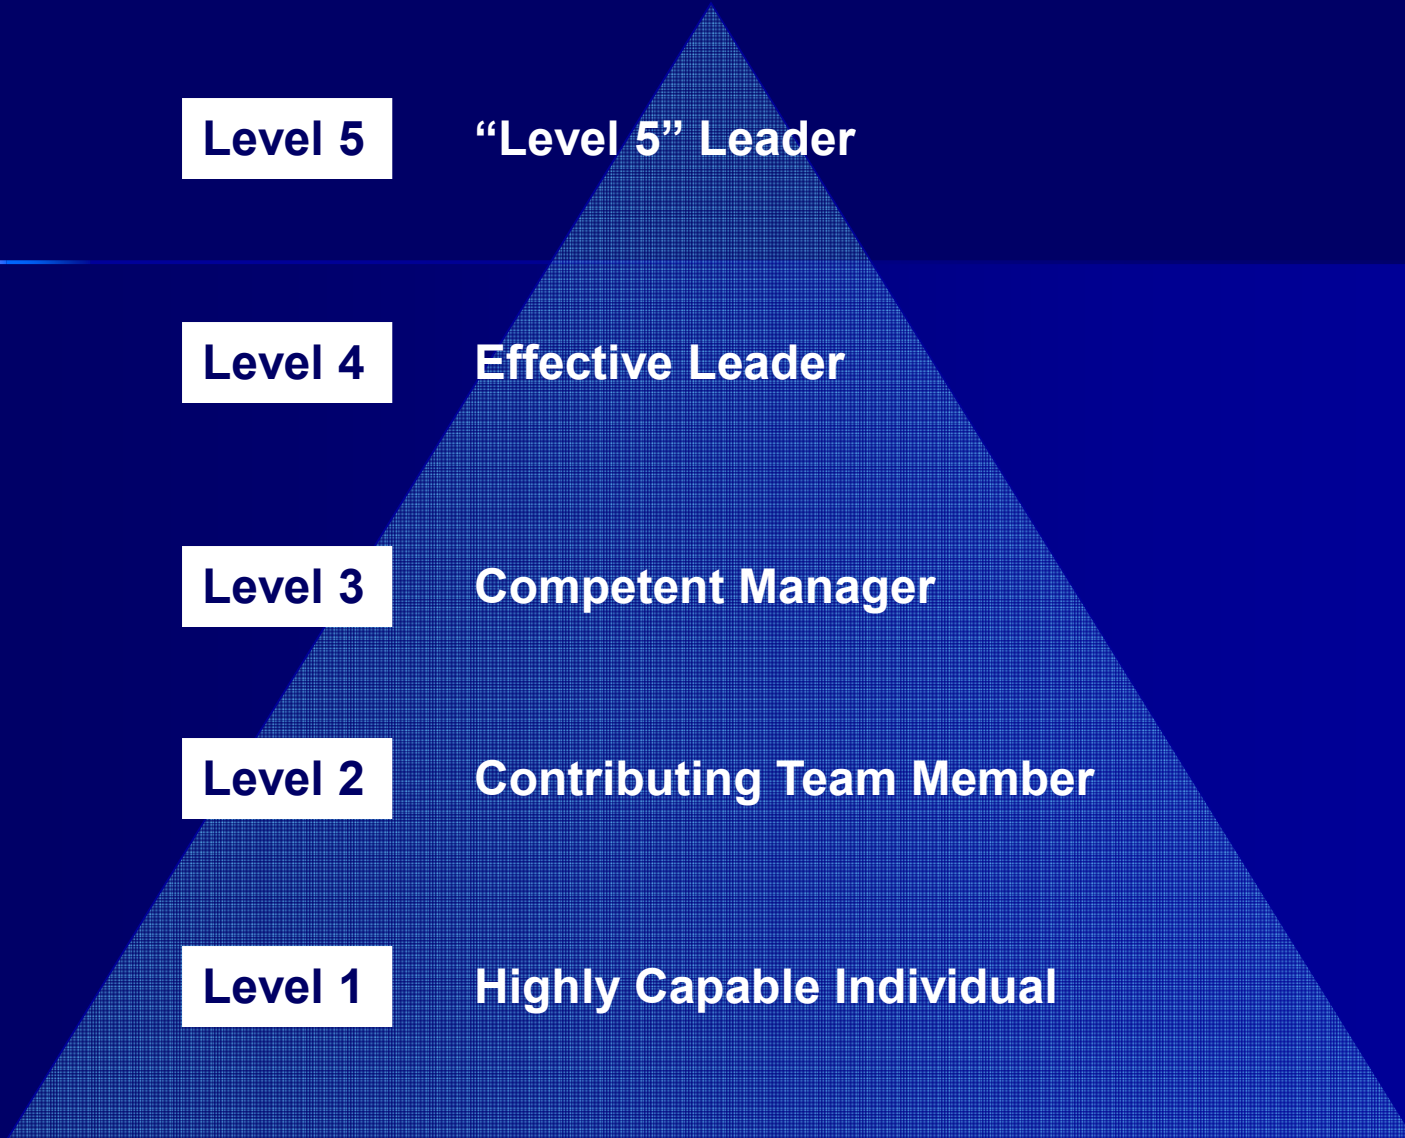 Level 5 “Level 5” Leader
Level 4 Effective Leader
Level 3 Competent Manager
Level 2 Contributing Team Member
Level 1 Highly Capable Individual